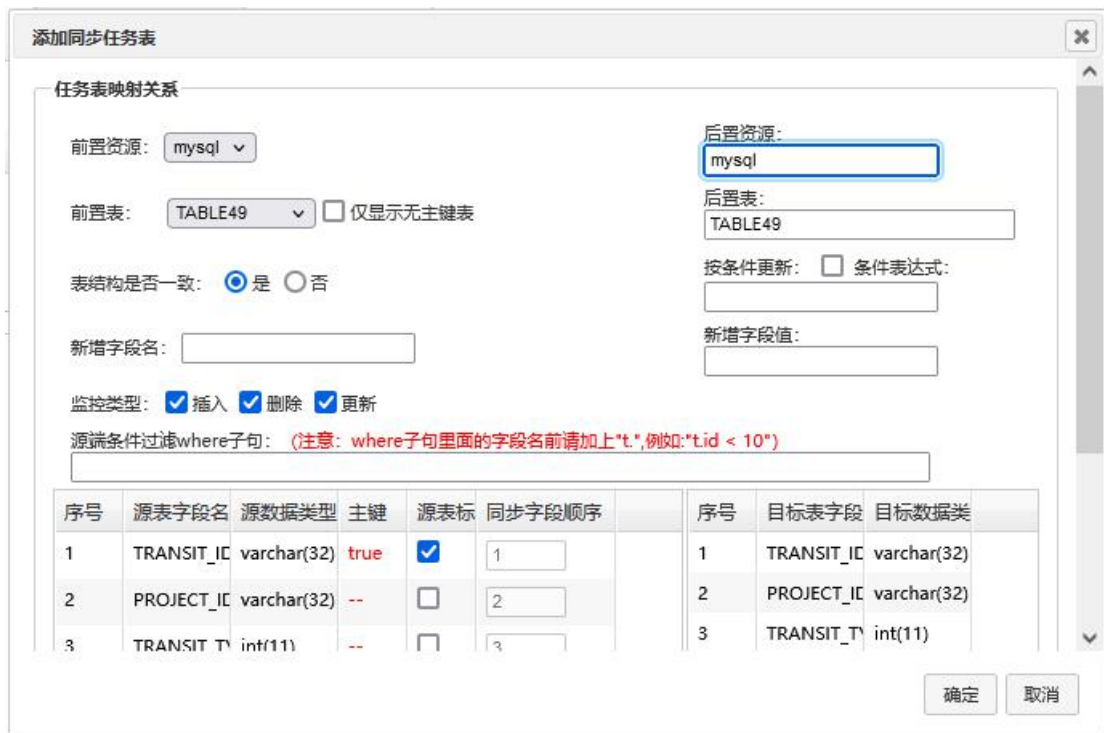 添加同步任务表
任务表映射关系
前置资源： mysql
后置资源：
mysql
前置表： TABLE49 仅显示无主键表
后置表：
TABLE49
表结构是否一致： 是 否
按条件更新： 条件表达式：
新增字段名：
新增字段值：
监控类型： 插入 删除 更新
源端条件过滤where子句： (注意：where子句里面的字段名前请加上"t.",例如:"t.id < 10")
序号 源表字段名 源数据类型 主键 源表标 同步字段顺序 序号 目标表字段 目标数据类
1 TRANSIT_ID varchar(32) true 1 1 TRANSIT_ID varchar(32)
2 PROJECT_ID varchar(32) -- 2 2 PROJECT_ID varchar(32)
3 TRANSIT_TY int(11) -- 3 3 TRANSIT_TY int(11)
确定 取消